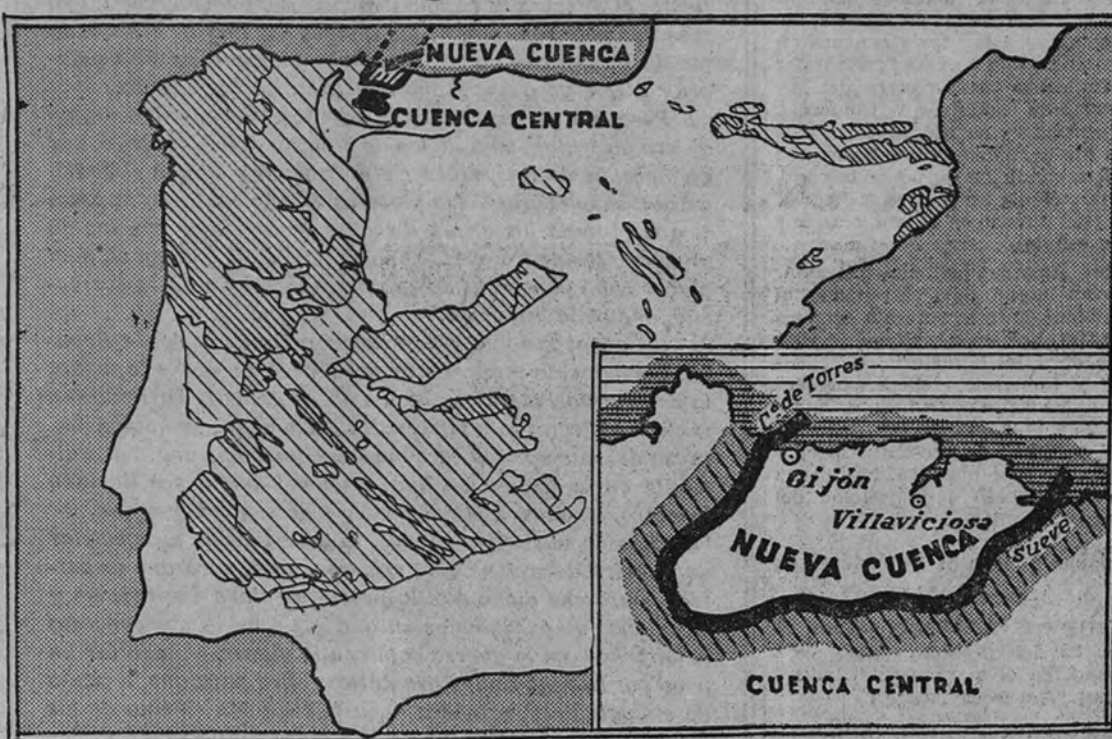 NUEVA CUENCA
CUENCA CENTRAL
C.º de Torres
Gijón
Villaviciosa
NUEVA CUENCA
Sueve
CUENCA CENTRAL